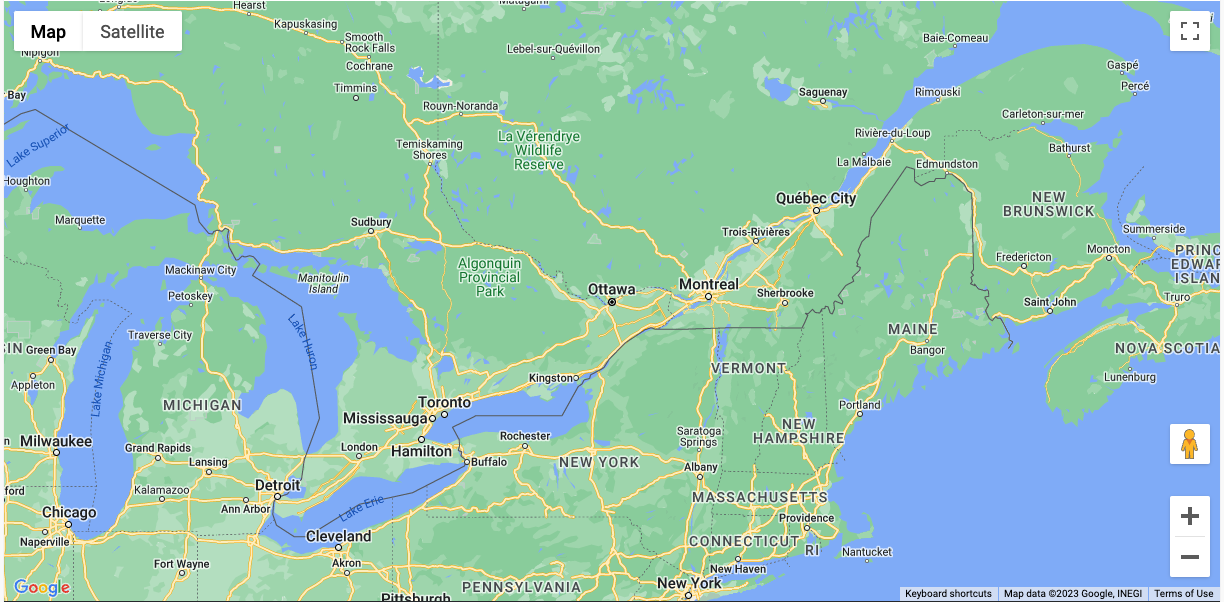 Hearst
Matagami
Kapuskasing
Map
Satellite
Smooth
Rock Falls
Lebel-sur-Quévillon
Baie-Comeau
Nipigon
Cochrane
Gaspé
Bay
Timmins
Saguenay
Rimouski
Percé
Rouyn-Noranda
Carleton-sur-mer
Lake Superior
La Vérendrye
Wildlife
Reserve
Rivière-du-Loup
Temiskaming
Shores
Bathurst
La Malbaie
Edmundston
Houghton
Québec City
NEW
BRUNSWICK
Marquette
Sudbury
Trois-Rivières
Summerside
Moncton
PRINC
EDWAR
ISLAN
Fredericton
Mackinaw City
Manitoulin
Island
Algonquin
Provincial
Park
Ottawa
Montreal
Sherbrooke
Petoskey
Saint John
Truro
Traverse City
Lake Huron
MAINE
Bangor
SIN
Green Bay
NOVA SCOTIA
Appleton
Lake Michigan
VERMONT
Kingston
Lunenburg
MICHIGAN
Toronto
Portland
Mississauga
NEW
HAMPSHIRE
Saratoga
Springs
Milwaukee
Grand Rapids
London
Hamilton
Rochester
Lansing
Buffalo
NEW YORK
Albany
ford
Kalamazoo
Detroit
Ann Arbor
Lake Erie
MASSACHUSETTS
Chicago
Providence
Naperville
Cleveland
CONNECTICUT
RI
Nantucket
Fort Wayne
Akron
New Haven
Google
PENNSYLVANIA
New York
Pittsburgh
Keyboard shortcuts
Map data ©2023 Google, INEGI
Terms of Use